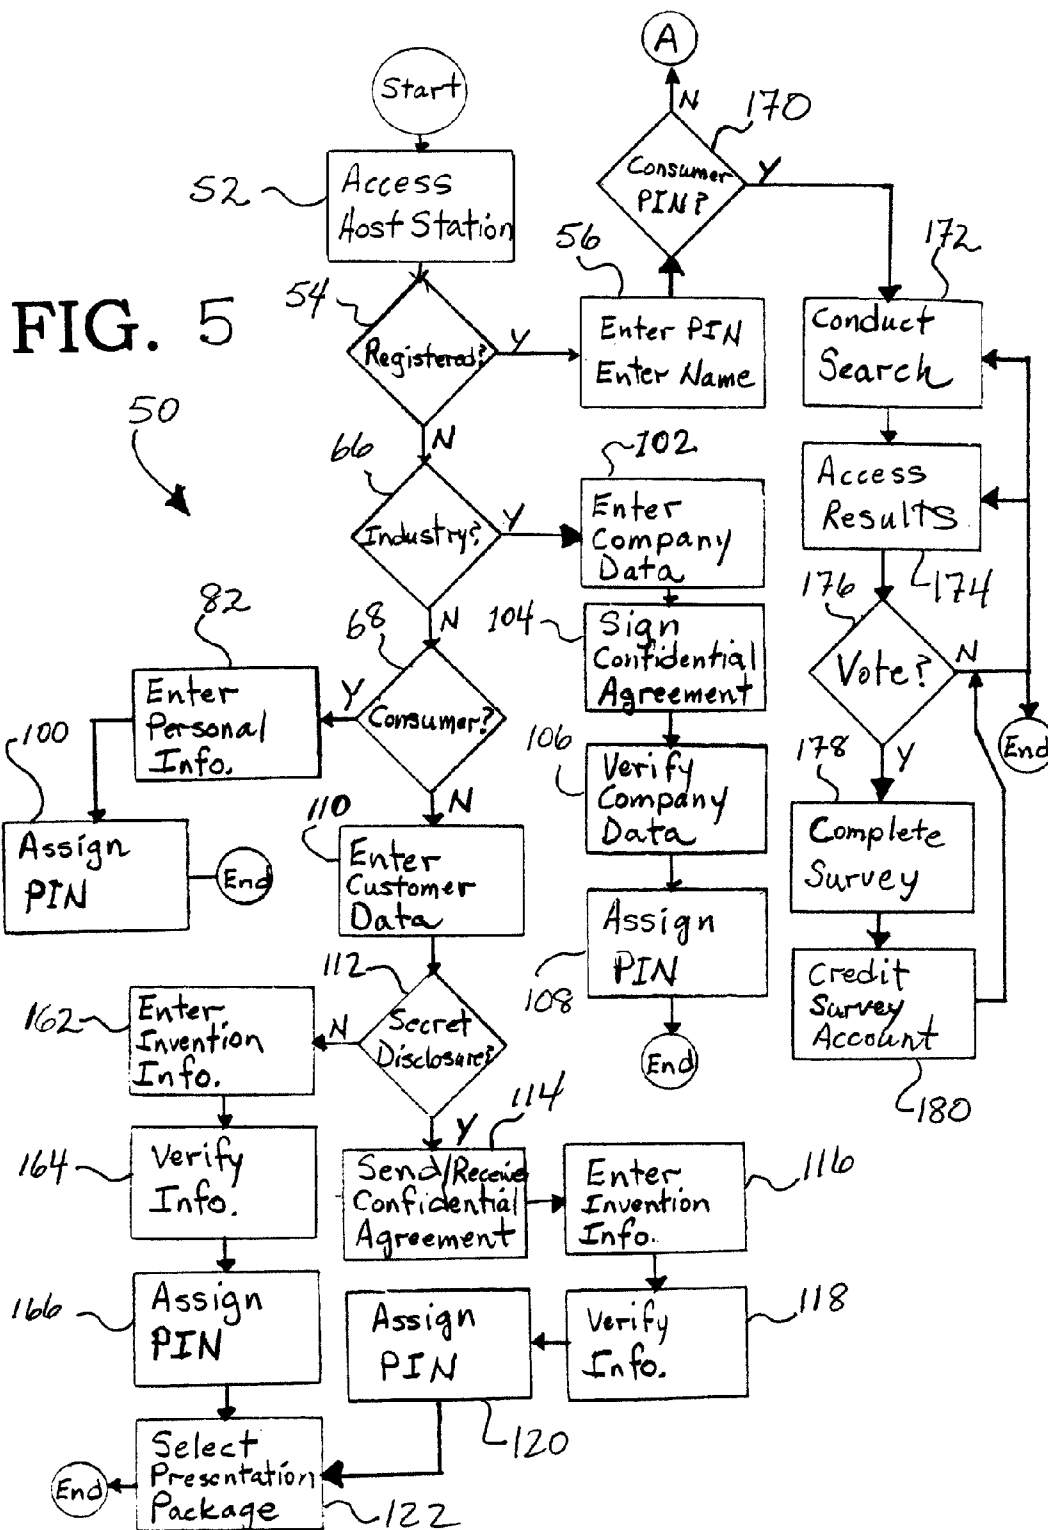 A
Start
N
170
Consumer
PIN?
Y
52
Access
Host Station
56
172
FIG. 5
54
Registered?
Y
Enter PIN
Enter Name
Conduct
Search
50
N
66
102
Industry?
Y
Enter
Company
Data
Access
Results
174
82
N
68
104
Sign
Confidential
Agreement
176
Vote?
N
Enter
Personal
Info.
Y
Consumer?
End
100
106
Verify
Company
Data
178
Y
N
110
Assign
PIN
End
Enter
Customer
Data
Complete
Survey
108
Assign
PIN
112
162
Enter
Invention
Info.
N
Secret
Disclosure?
Credit
Survey
Account
End
180
Y
114
164
Verify
Info.
Send/Receive
Confidential
Agreement
Enter
Invention
Info.
116
166
Assign
PIN
Assign
PIN
Verify
Info.
118
120
Select
Presentation
Package
End
122